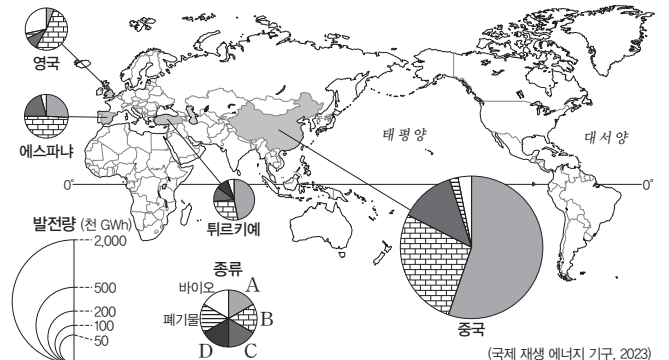 영국
에스파냐
태평양
대서양
0°
0°
튀르키예
발전량 (천 GWh)
2,000
500
200
100
50
종류
바이오
A
폐기물
B
D
C
중국
(국제 재생 에너지 기구, 2023)